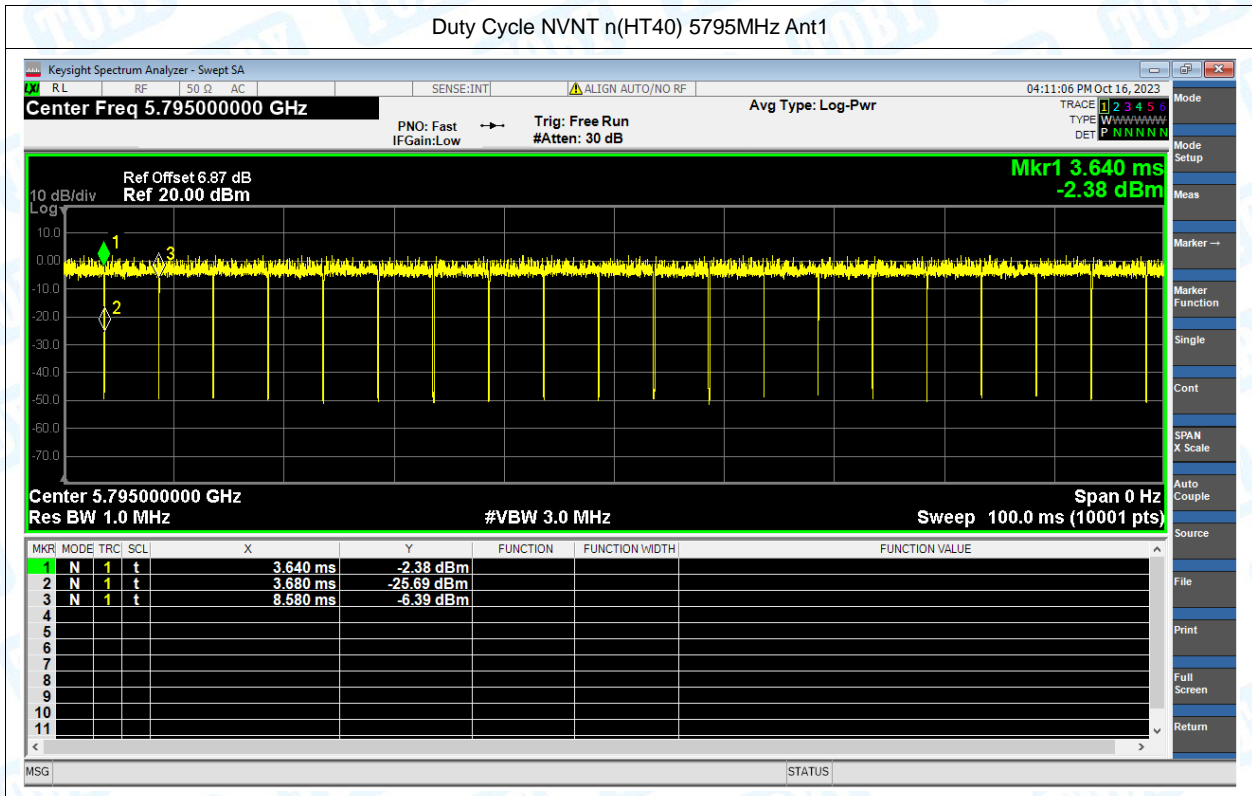 Duty Cycle NVNT n(HT40) 5795MHz Ant1
Keysight Spectrum Analyzer - Swept SA
LXI RL RF 50 Ω AC SENSE:INT ALIGN AUTO/NO RF 04:11:06 PM Oct 16, 2023
Center Freq 5.795000000 GHz
Avg Type: Log-Pwr
TRACE 1 2 3 4 5 6
PNO: Fast Trig: Free Run TYPE WWWWWWW
IFGain:Low #Atten: 30 dB DET P N N N N N
Mkr1 3.640 ms
Ref Offset 6.87 dB
10 dB/div Ref 20.00 dBm -2.38 dBm
Log
10.0
0.00
-10.0
-20.0
-30.0
-40.0
-50.0
-60.0
-70.0
1
3
2
Center 5.795000000 GHz Span 0 Hz
Res BW 1.0 MHz #VBW 3.0 MHz Sweep 100.0 ms (10001 pts)
MKR MODE TRC SCL X Y FUNCTION FUNCTION WIDTH FUNCTION VALUE
1 N 1 t 3.640 ms -2.38 dBm
2 N 1 t 3.680 ms -25.69 dBm
3 N 1 t 8.580 ms -6.39 dBm
4
5
6
7
8
9
10
11
MSG STATUS
Mode
Mode
Setup
Meas
Marker →
Marker
Function
Single
Cont
SPAN
X Scale
Auto
Couple
Source
File
Print
Full
Screen
Return
TOBY